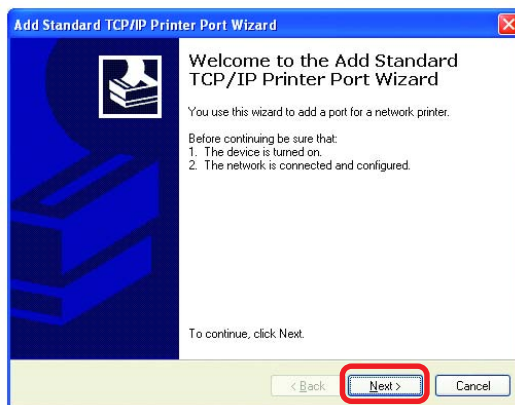 Add Standard TCP/IP Printer Port Wizard
Welcome to the Add Standard
TCP/IP Printer Port Wizard
You use this wizard to add a port for a network printer.
Before continuing be sure that:
1. The device is turned on.
2. The network is connected and configured.
To continue, click Next.
< Back
Next >
Cancel